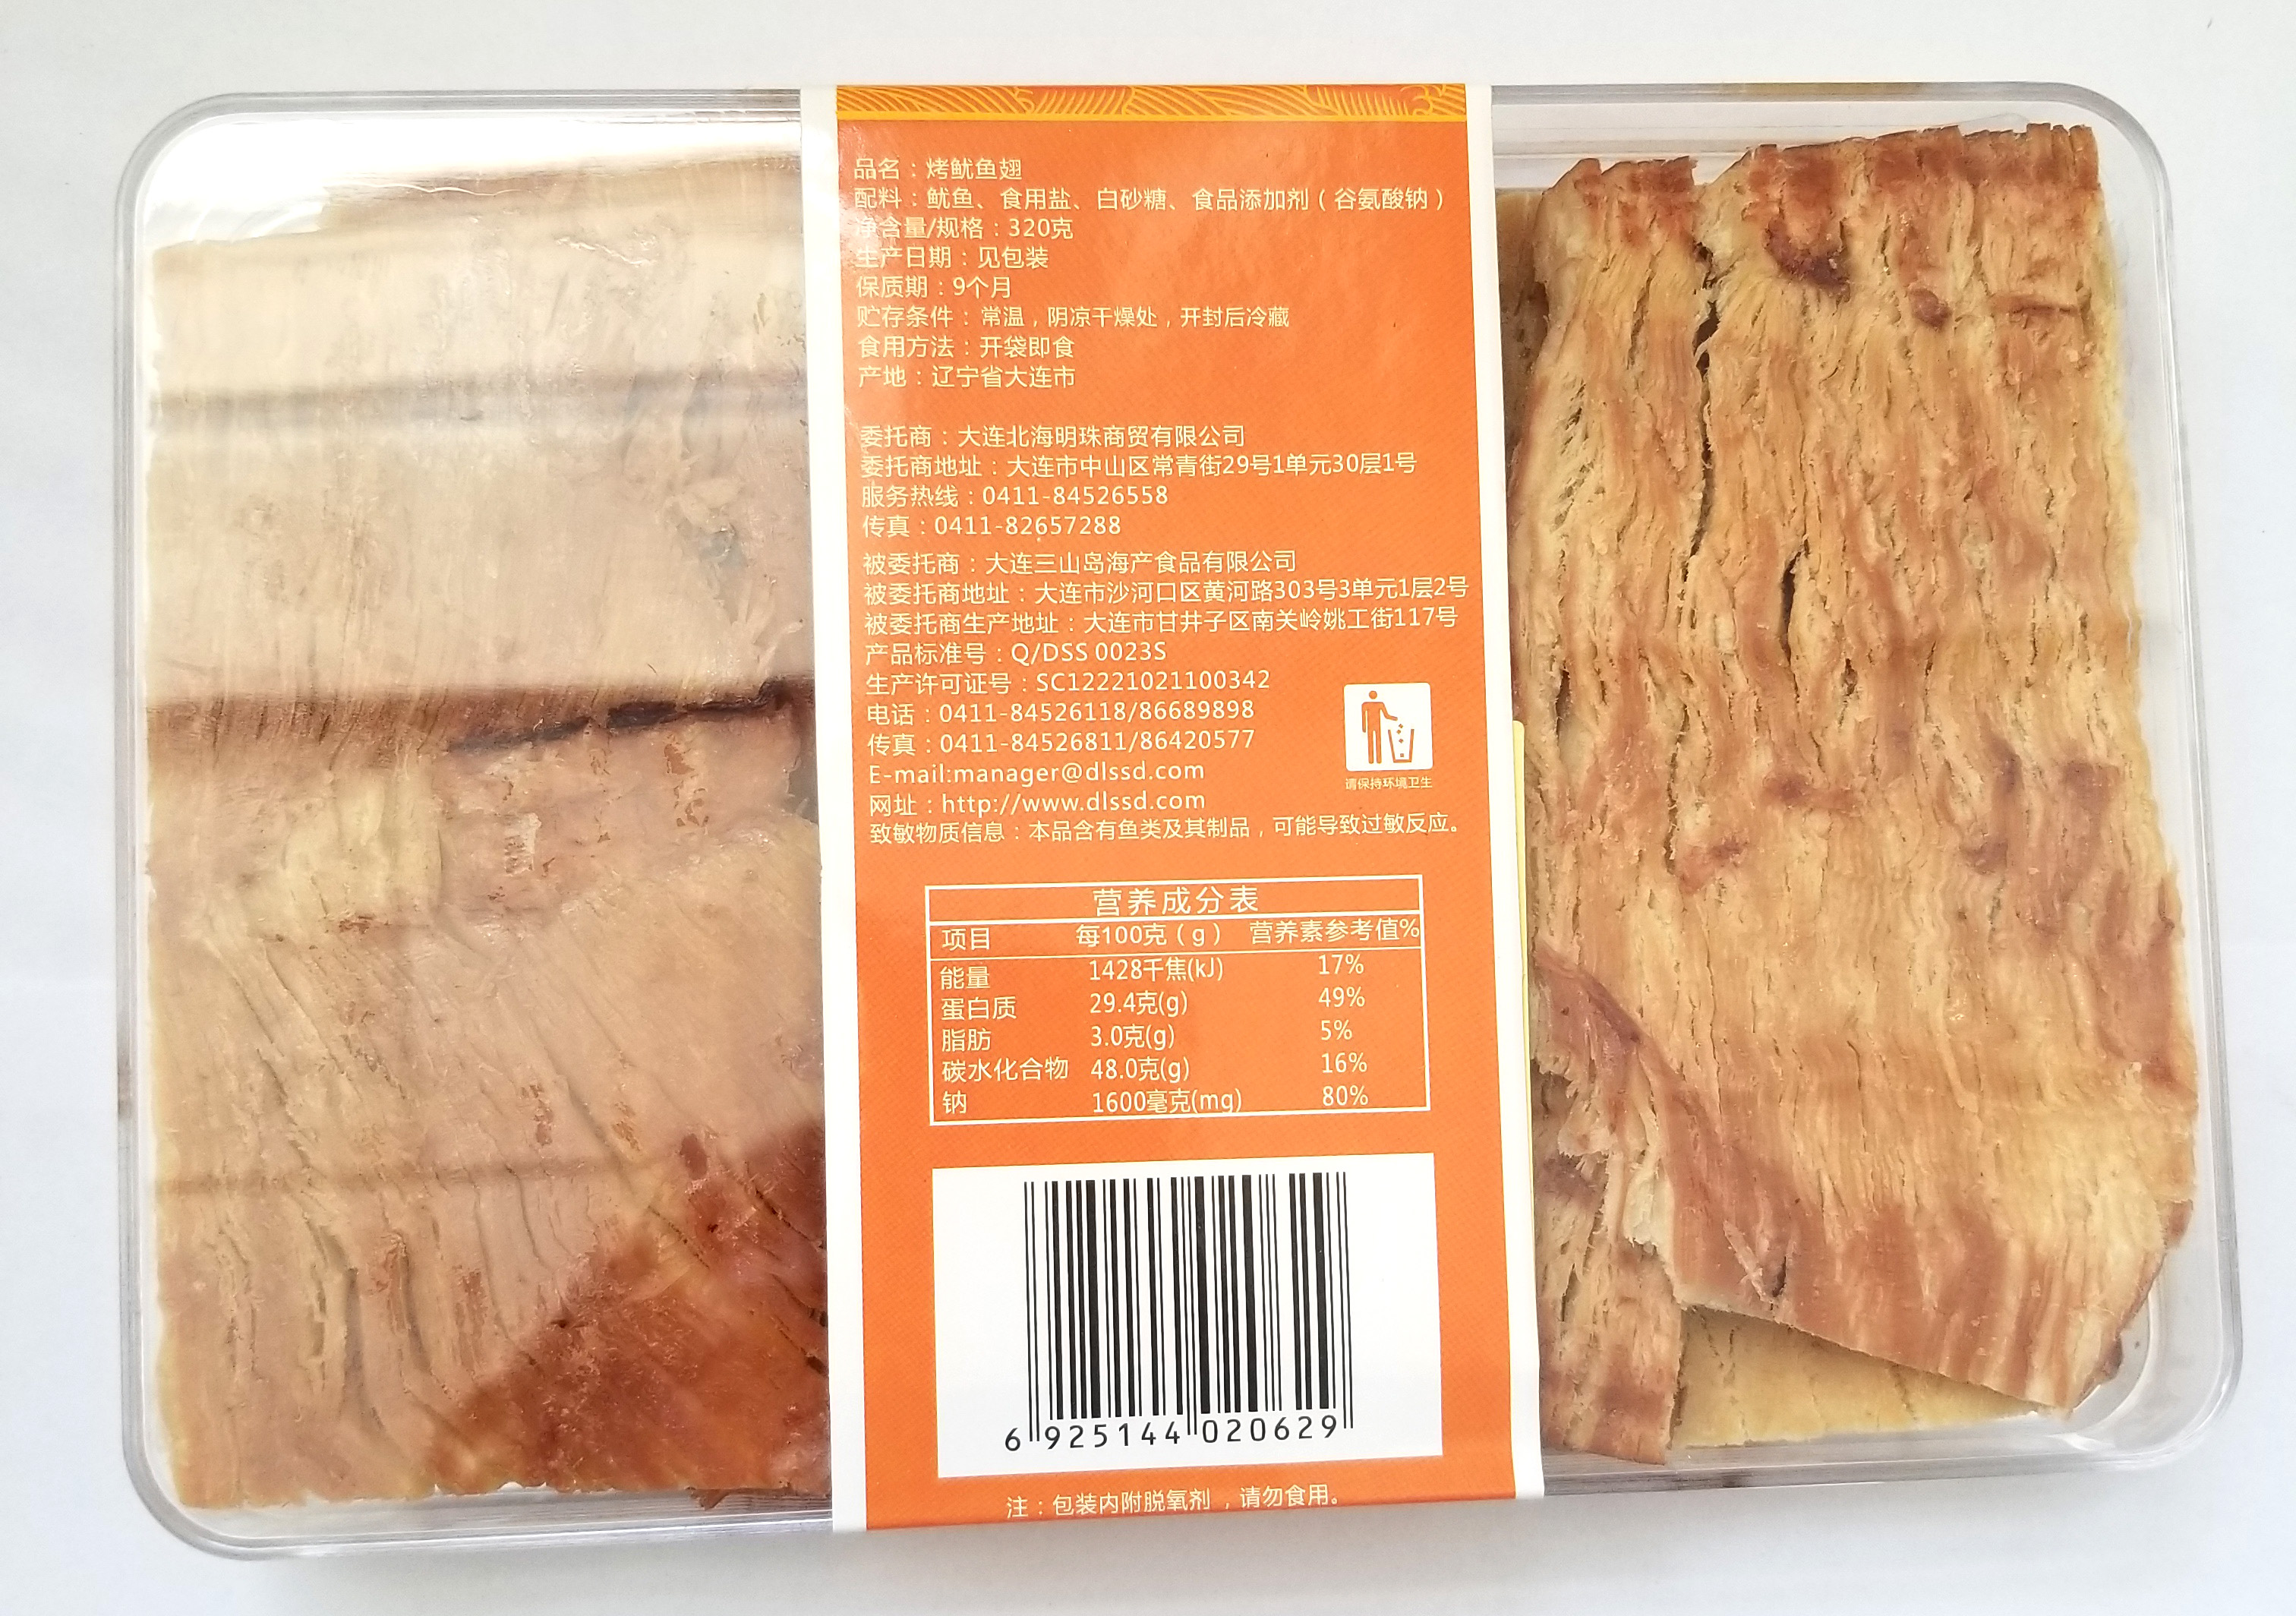 品名：烤鱿鱼翅
配料：鱿鱼、食用盐、白砂糖、食品添加剂（谷氨酸钠）
净含量/规格：320克
生产日期：见包装
保质期：9个月
贮存条件：常温，阴凉干燥处，开封后冷藏
食用方法：开袋即食
产地：辽宁省大连市
委托商：大连北海明珠商贸有限公司
委托商地址：大连市中山区常青街29号1单元30层1号
服务热线：0411-84526558
传真：0411-82657288
被委托商：大连三山岛海产食品有限公司
被委托商地址：大连市沙河口区黄河路303号3单元1层2号
被委托商生产地址：大连市甘井子区南关岭姚工街117号
产品标准号：Q/DSS 0023S
生产许可证号：SC12221021100342
电话：0411-84526118/86689898
传真：0411-84526811/86420577
E-mail:manager@dlssd.com
网址：http://www.dlssd.com
请保持环境卫生
致敏物质信息：本品含有鱼类及其制品，可能导致过敏反应。
营养成分表
项目 每100克（g） 营养素参考值%
能量 1428千焦(kJ) 17%
蛋白质 29.4克(g) 49%
脂肪 3.0克(g) 5%
碳水化合物 48.0克(g) 16%
钠 1600毫克(mg) 80%
6 925144 020629
注：包装内附脱氧剂，请勿食用。